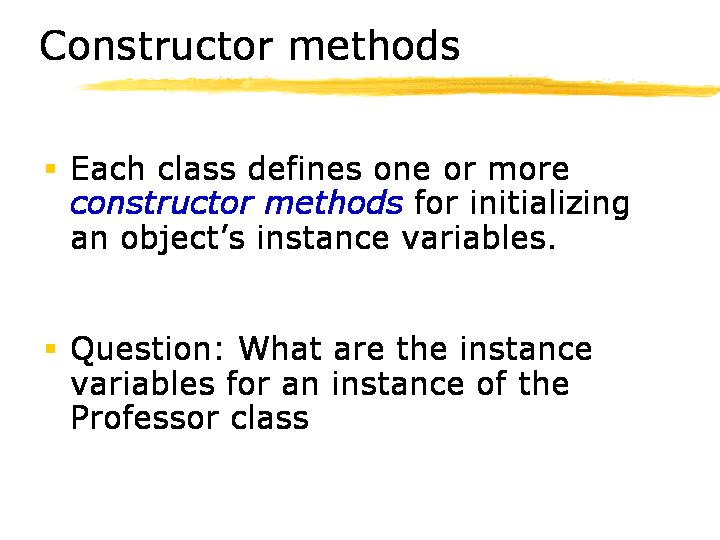 Constructor methods
▪ Each class defines one or more
constructor methods for initializing
an object’s instance variables.
▪ Question: What are the instance
variables for an instance of the
Professor class